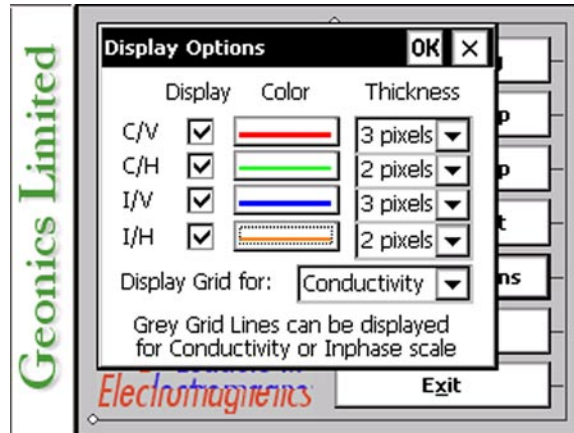 Geonics Limited
Display Options OK
Display Color Thickness
C/V 3 pixels
C/H 2 pixels
I/V 3 pixels
I/H 2 pixels
Display Grid for: Conductivity
Grey Grid Lines can be displayed
for Conductivity or Inphase scale
p
p
t
ns
Exit